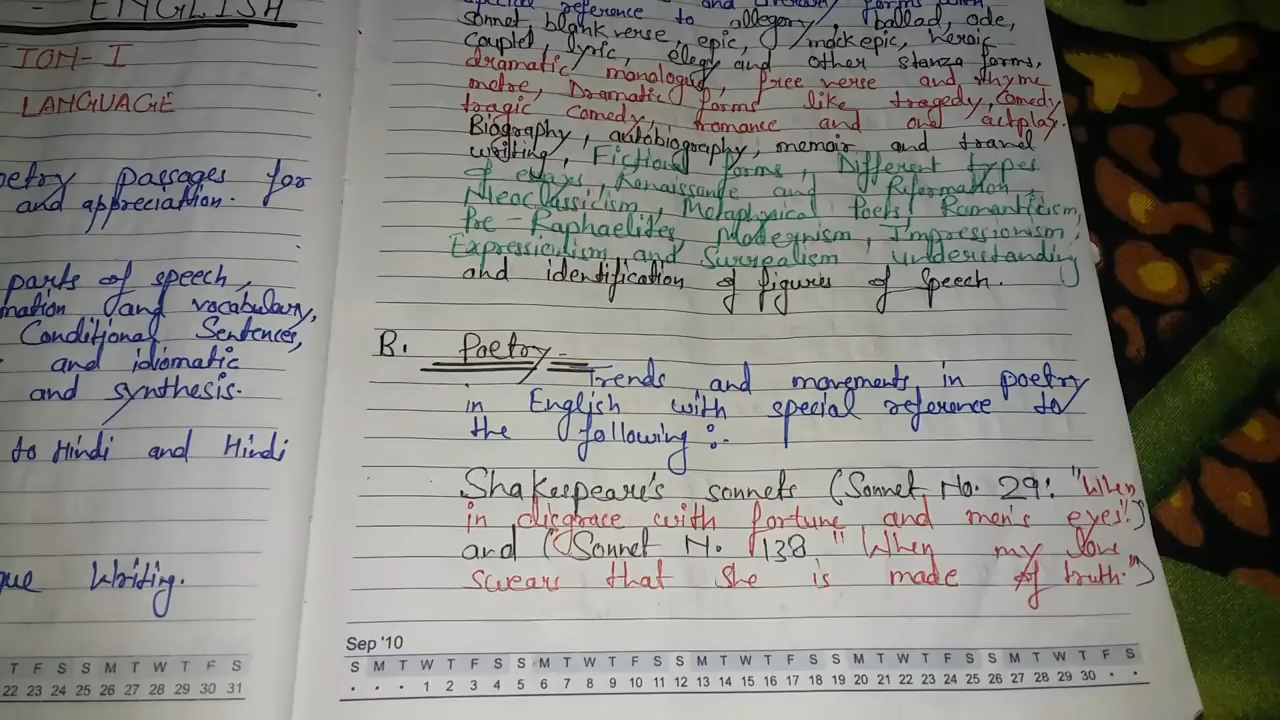 - ENGLISH
ION- I
LANGUAGE
oetry passages for
and appreciation.
parts of speech,
mation and vocabulary,
Conditional Sentences,
and idiomatic
and synthesis.
to Hindi and Hindi
gue Writing.
T F S S M T W T F S
22 23 24 25 26 27 28 29 30 31
reference to allegory, ballad, ode,
sonnet, blank verse, epic, mock epic, heroic
couplet, lyric, elegy and other stanza forms,
dramatic monologue, free verse and rhyme
metre, Dramatic forms like tragedy, comedy,
tragic comedy, romance and one actplay.
Biography, autobiography, memoir and travel
writing, Fictional forms, Different types
of essays, Renaissance and Reformation,
Neoclassicism, Metaphysical Poets, Romanticism,
Pre-Raphaelites, Modernism, Impressionism,
Expressionism and Surrealism, understanding
and identification of figures of speech.
B. Poetry -
Trends and movements in poetry
in English with special reference to
the following :-
Shakespeare's sonnets (Sonnet No. 29: "When
in disgrace with fortune and men's eyes".)
and (Sonnet No. 138 "When my love
swears that she is made of truth.")
Sep '10
S M T W T F S S M T W T F S S M T W T F S S M T W T F S S M T W T F S
• • • 1 2 3 4 5 6 7 8 9 10 11 12 13 14 15 16 17 18 19 20 21 22 23 24 25 26 27 28 29 30 • •